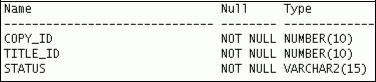 Name Null Type
------------------------------ -------- ------------
COPY_ID NOT NULL NUMBER(10)
TITLE_ID NOT NULL NUMBER(10)
STATUS NOT NULL VARCHAR2(15)